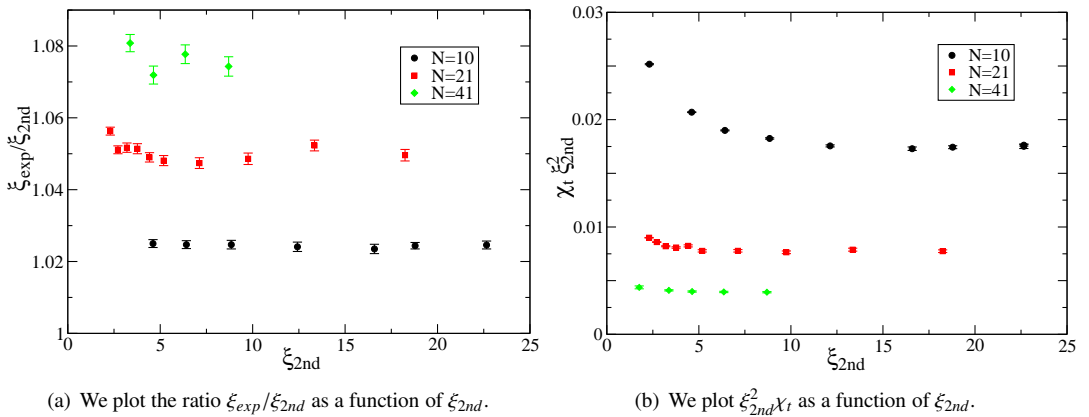 1.08
1.06
1.04
1.02
1
ξexp/ξ2nd
N=10
N=21
N=41
0 5 10 15 20 25
ξ2nd
(a) We plot the ratio ξexp/ξ2nd as a function of ξ2nd.
0.03
0.02
0.01
0
χt ξ²2nd
N=10
N=21
N=41
0 5 10 15 20 25
ξ2nd
(b) We plot ξ²2ndχt as a function of ξ2nd.